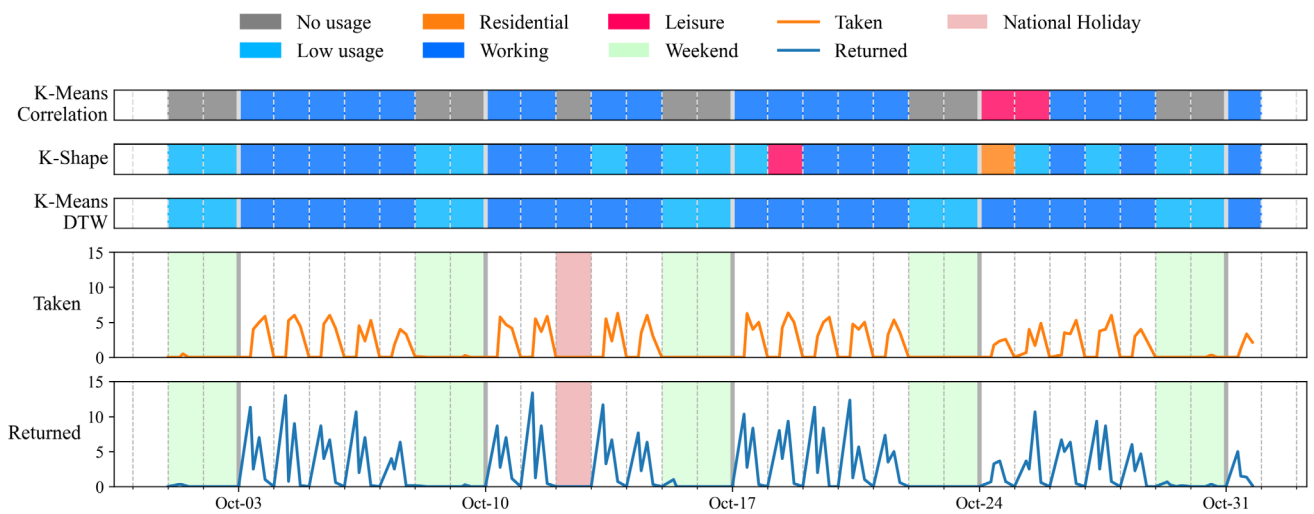 No usage
Residential
Leisure
Taken
National Holiday
Low usage
Working
Weekend
Returned
K-Means
Correlation
K-Shape
K-Means
DTW
15
10
5
0
Taken
15
10
5
0
Returned
Oct-03
Oct-10
Oct-17
Oct-24
Oct-31